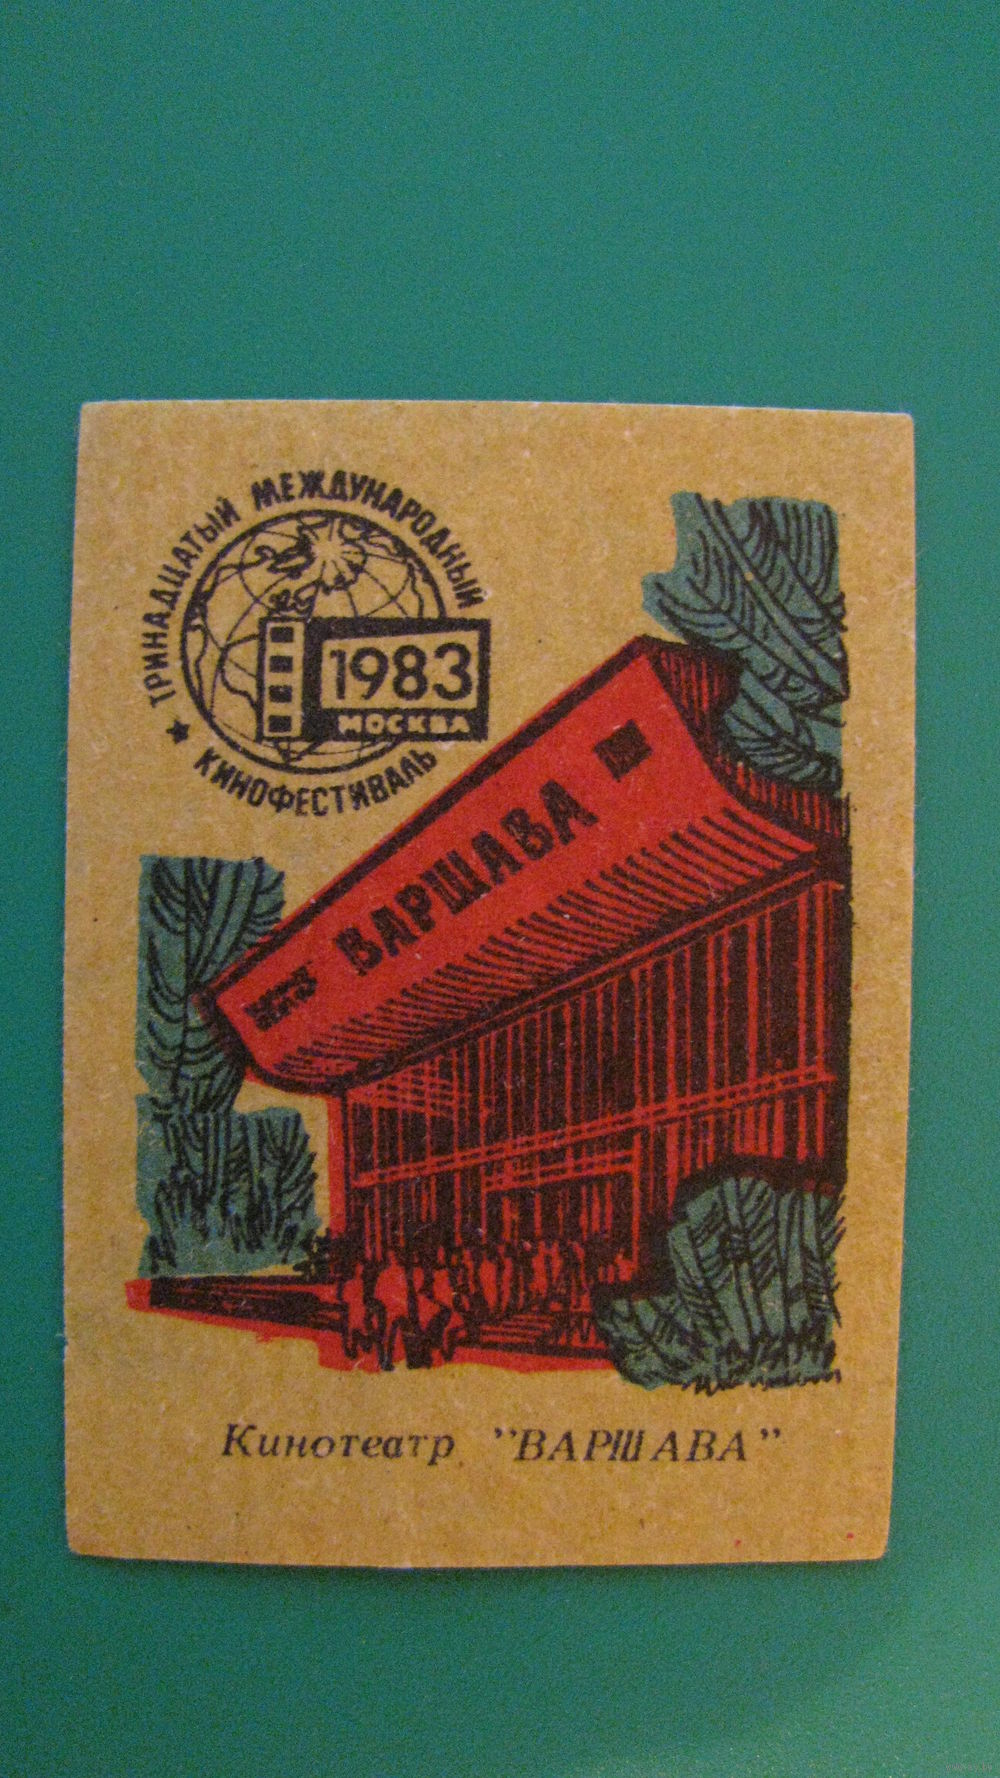 ТРИНАДЦАТЫЙ МЕЖДУНАРОДНЫЙ
★ КИНОФЕСТИВАЛЬ
1983
МОСКВА
ВАРШАВА
Кинотеатр "ВАРШАВА"